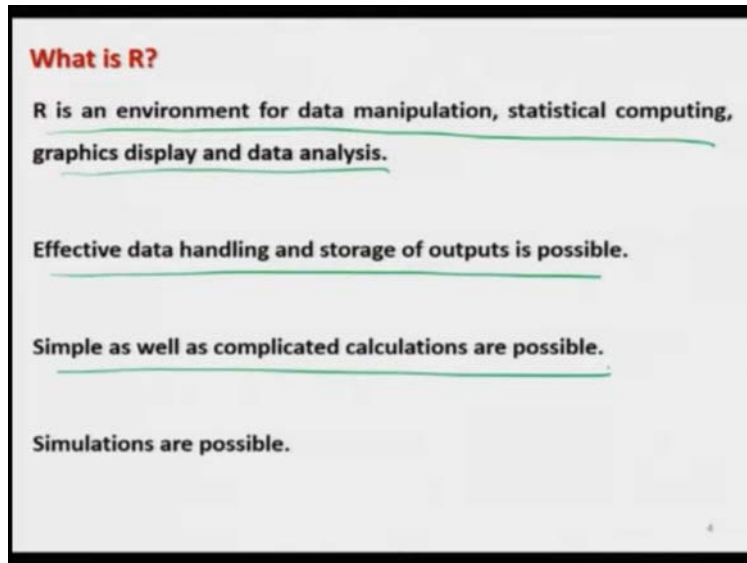 What is R?
R is an environment for data manipulation, statistical computing,
graphics display and data analysis.
Effective data handling and storage of outputs is possible.
Simple as well as complicated calculations are possible.
Simulations are possible.
4